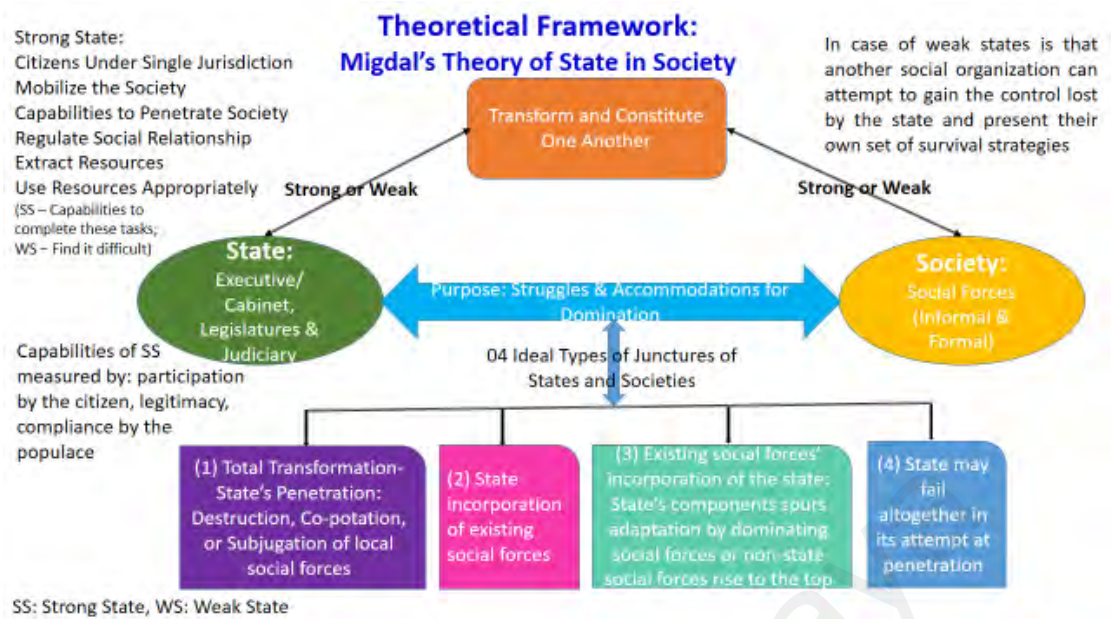 Theoretical Framework:
Migdal's Theory of State in Society
Strong State:
Citizens Under Single Jurisdiction
Mobilize the Society
Capabilities to Penetrate Society
Regulate Social Relationship
Extract Resources
Use Resources Appropriately
(SS – Capabilities to
complete these tasks;
WS – Find it difficult)
Transform and Constitute
One Another
In case of weak states is that
another social organization can
attempt to gain the control lost
by the state and present their
own set of survival strategies
Strong or Weak
Strong or Weak
State:
Executive/
Cabinet,
Legislatures &
Judiciary
Purpose: Struggles & Accommodations for
Domination
Society:
Social Forces
(Informal &
Formal)
Capabilities of SS
measured by: participation
by the citizen, legitimacy,
compliance by the
populace
04 Ideal Types of Junctures of
States and Societies
(1) Total Transformation-
State's Penetration:
Destruction, Co-potation,
or Subjugation of local
social forces
(2) State
incorporation
of existing
social forces
(3) Existing social forces'
incorporation of the state:
State's components spurs
adaptation by dominating
social forces or non-state
social forces rise to the top
(4) State may
fail
altogether in
its attempt at
penetration
SS: Strong State, WS: Weak State